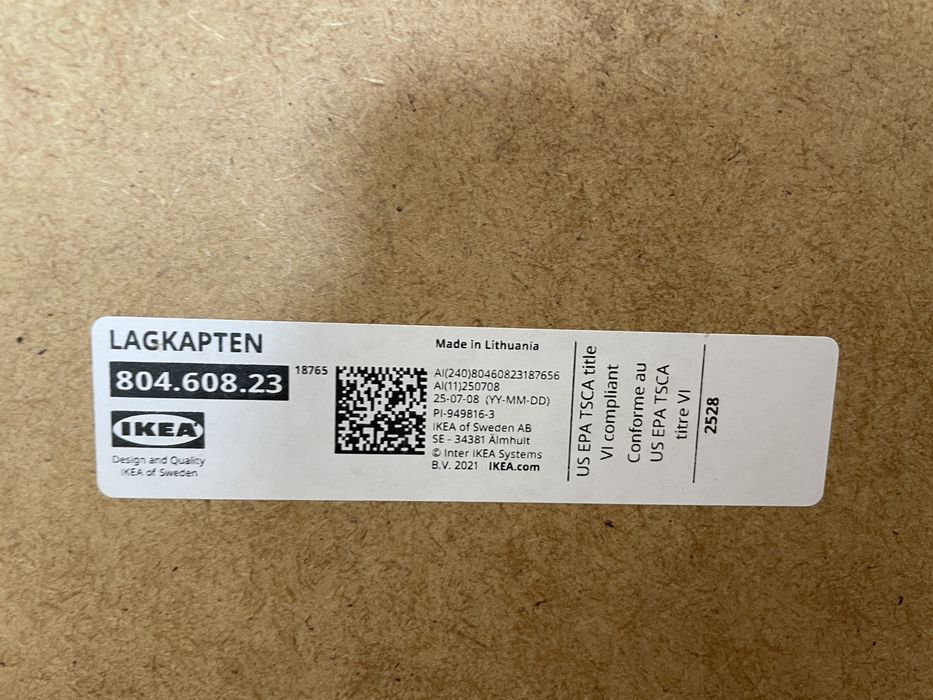 LAGKAPTEN
804.608.23
18765
IKEA
Design and Quality
IKEA of Sweden
Made in Lithuania
AI(240)80460823187656
AI(11)250708
25-07-08 (YY-MM-DD)
PI-949816-3
IKEA of Sweden AB
SE - 34381 Älmhult
© Inter IKEA Systems
B.V. 2021 IKEA.com
US EPA TSCA title
VI compliant
Conforme au
US EPA TSCA
titre VI
2528